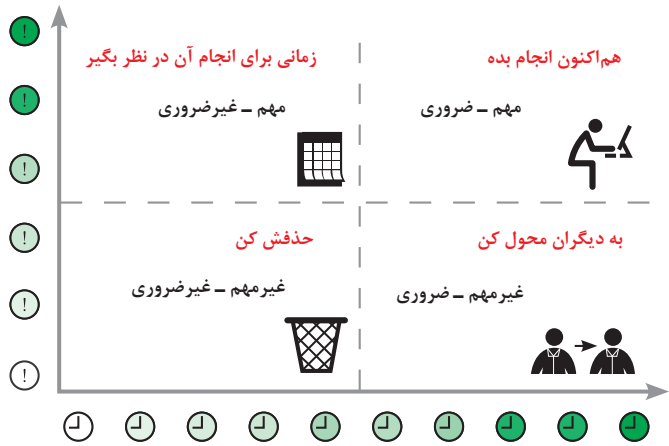 هم‌اکنون انجام بده
مهم ـ ضروری
زمانی برای انجام آن در نظر بگیر
مهم ـ غیرضروری
به دیگران محول کن
غیرمهم ـ ضروری
حذفش کن
غیرمهم ـ غیرضروری
!
!
!
!
!
!